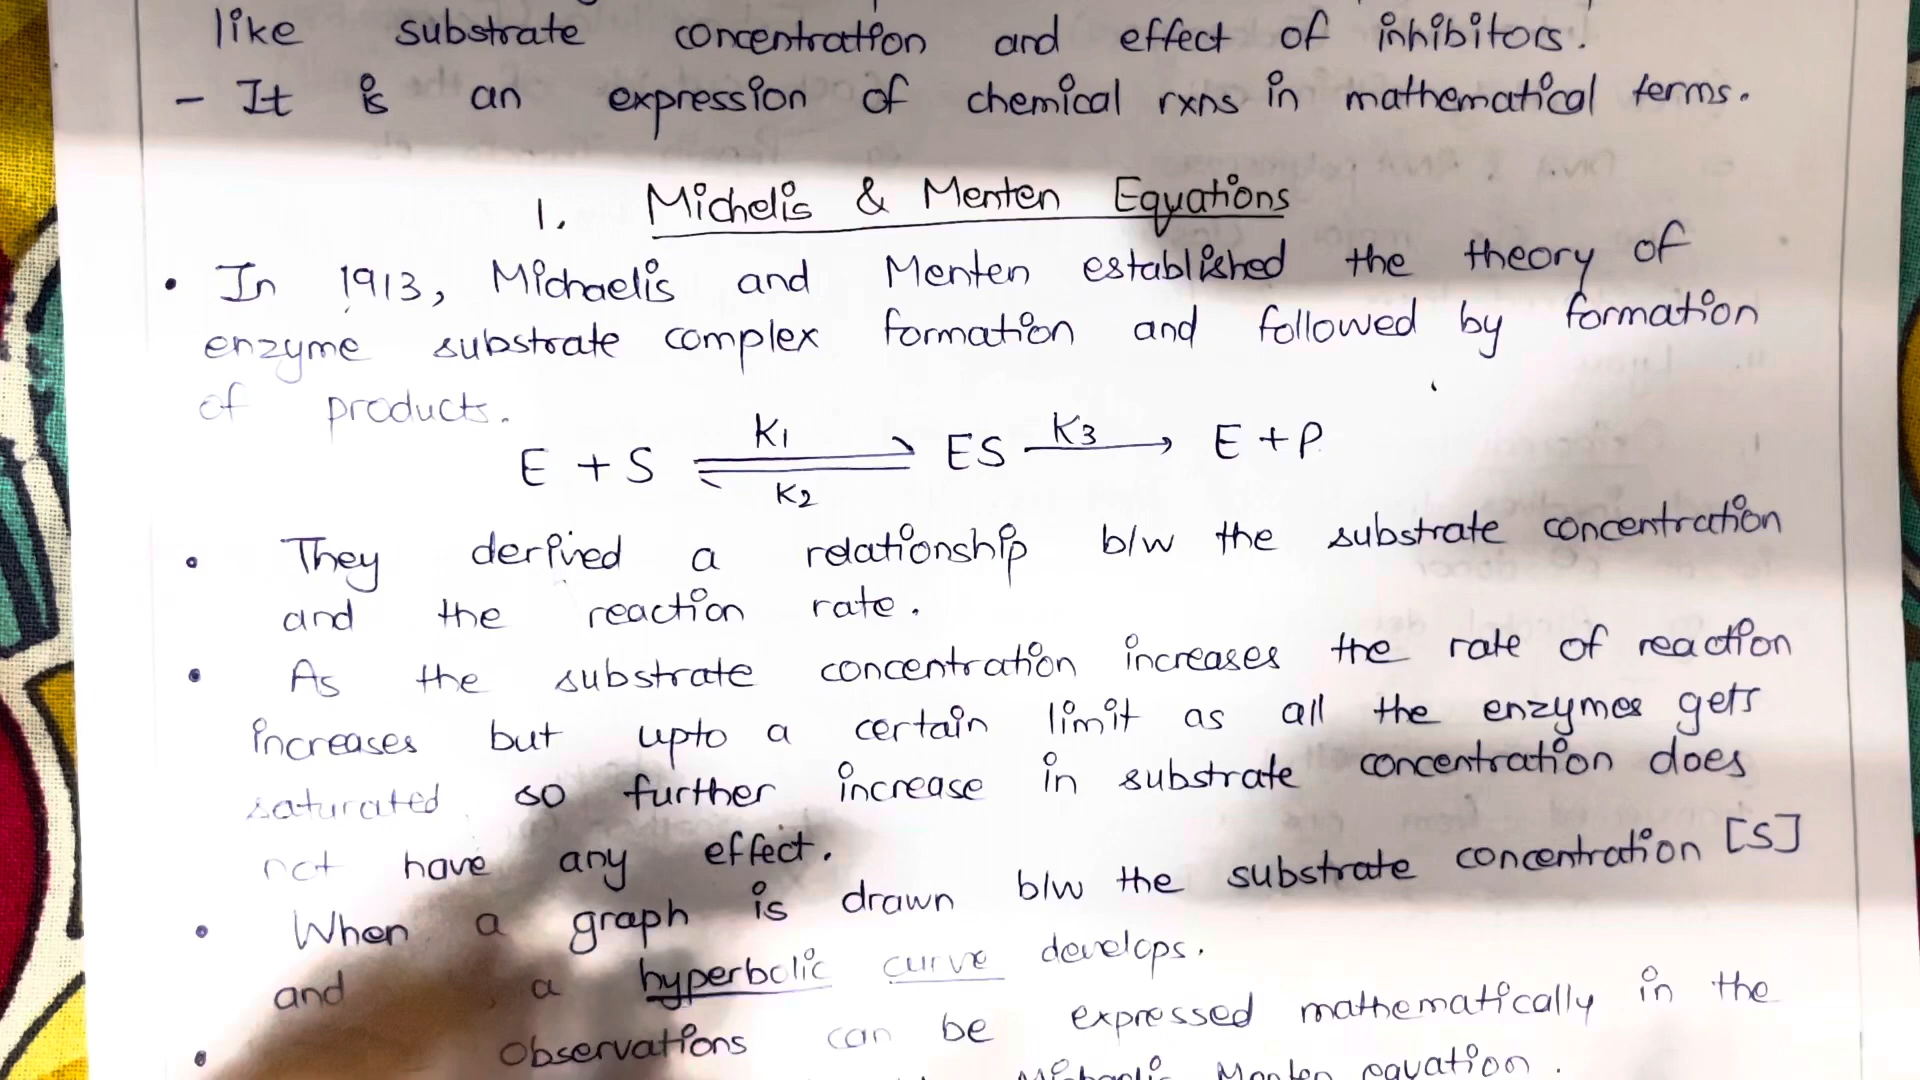 like substrate concentration and effect of inhibitors.
- It is an expression of chemical rxns in mathematical terms.
1. Michelis & Menten Equations
• In 1913, Michaelis and Menten established the theory of
enzyme substrate complex formation and followed by formation
of products.
E + S ⇌ ES → E + P
K1 K3
K2
• They derived a relationship b/w the substrate concentration
and the reaction rate.
• As the substrate concentration increases the rate of reaction
increases but upto a certain limit as all the enzymes gets
saturated so further increase in substrate concentration does
not have any effect.
• When a graph is drawn b/w the substrate concentration [S]
and a hyperbolic curve develops.
• observations can be expressed mathematically in the
Michaelis Menten equation.